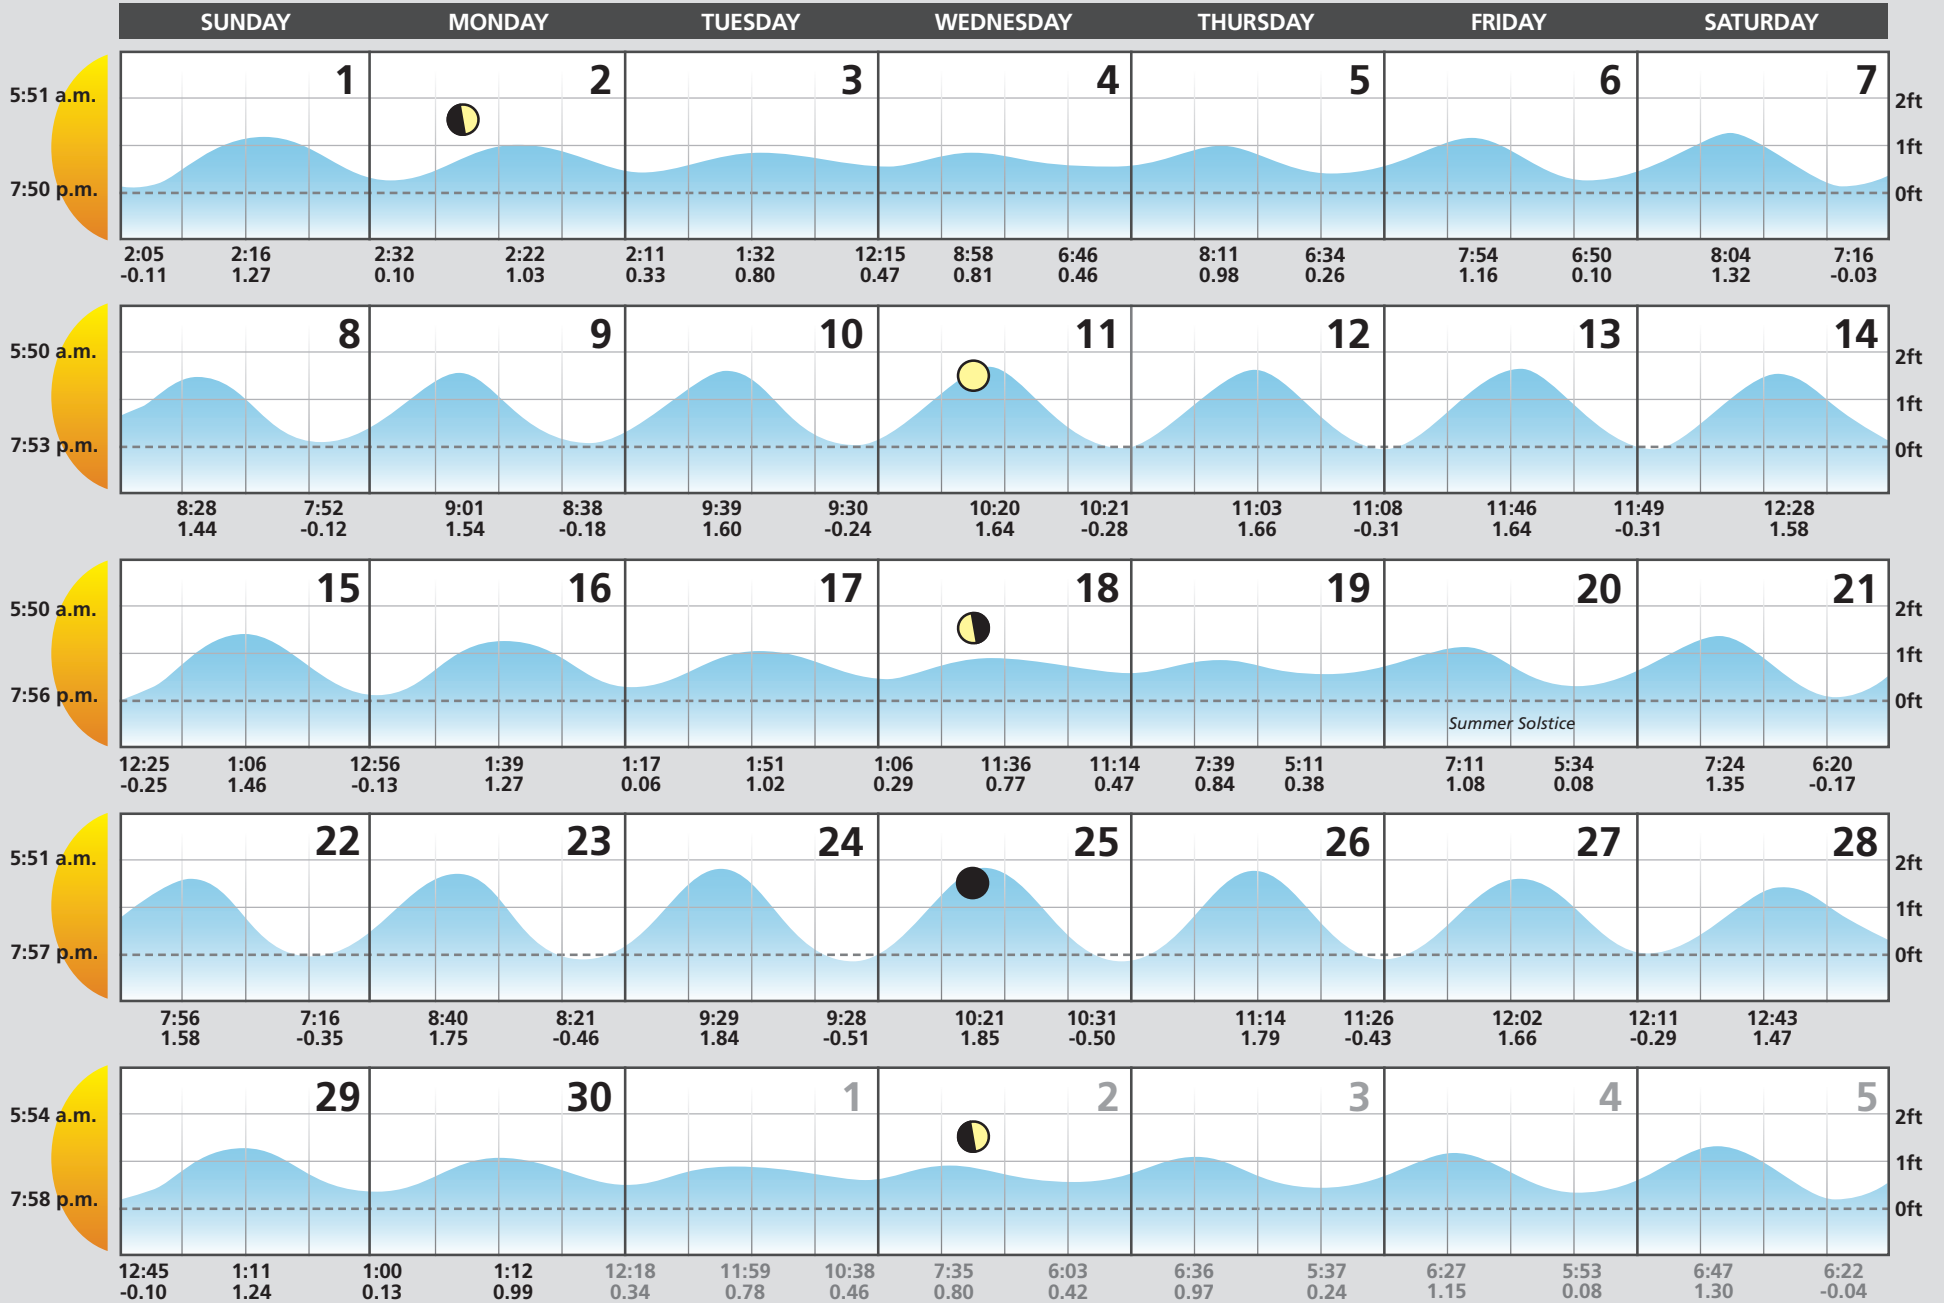 SUNDAY MONDAY TUESDAY WEDNESDAY THURSDAY FRIDAY SATURDAY
1 2 3 4 5 6 7
5:51 a.m. 2ft
1ft
7:50 p.m. 0ft
2:05 2:16 2:32 2:22 2:11 1:32 12:15 8:58 6:46 8:11 6:34 7:54 6:50 8:04 7:16
-0.11 1.27 0.10 1.03 0.33 0.80 0.47 0.81 0.46 0.98 0.26 1.16 0.10 1.32 -0.03
8 9 10 11 12 13 14
5:50 a.m. 2ft
1ft
7:53 p.m. 0ft
8:28 7:52 9:01 8:38 9:39 9:30 10:20 10:21 11:03 11:08 11:46 11:49 12:28
1.44 -0.12 1.54 -0.18 1.60 -0.24 1.64 -0.28 1.66 -0.31 1.64 -0.31 1.58
15 16 17 18 19 20 21
5:50 a.m. 2ft
1ft
7:56 p.m. 0ft
Summer Solstice
12:25 1:06 12:56 1:39 1:17 1:51 1:06 11:36 11:14 7:39 5:11 7:11 5:34 7:24 6:20
-0.25 1.46 -0.13 1.27 0.06 1.02 0.29 0.77 0.47 0.84 0.38 1.08 0.08 1.35 -0.17
22 23 24 25 26 27 28
5:51 a.m. 2ft
1ft
7:57 p.m. 0ft
7:56 7:16 8:40 8:21 9:29 9:28 10:21 10:31 11:14 11:26 12:02 12:11 12:43
1.58 -0.35 1.75 -0.46 1.84 -0.51 1.85 -0.50 1.79 -0.43 1.66 -0.29 1.47
29 30 1 2 3 4 5
5:54 a.m. 2ft
1ft
7:58 p.m. 0ft
12:45 1:11 1:00 1:12 12:18 11:59 10:38 7:35 6:03 6:36 5:37 6:27 5:53 6:47 6:22
-0.10 1.24 0.13 0.99 0.34 0.78 0.46 0.80 0.42 0.97 0.24 1.15 0.08 1.30 -0.04